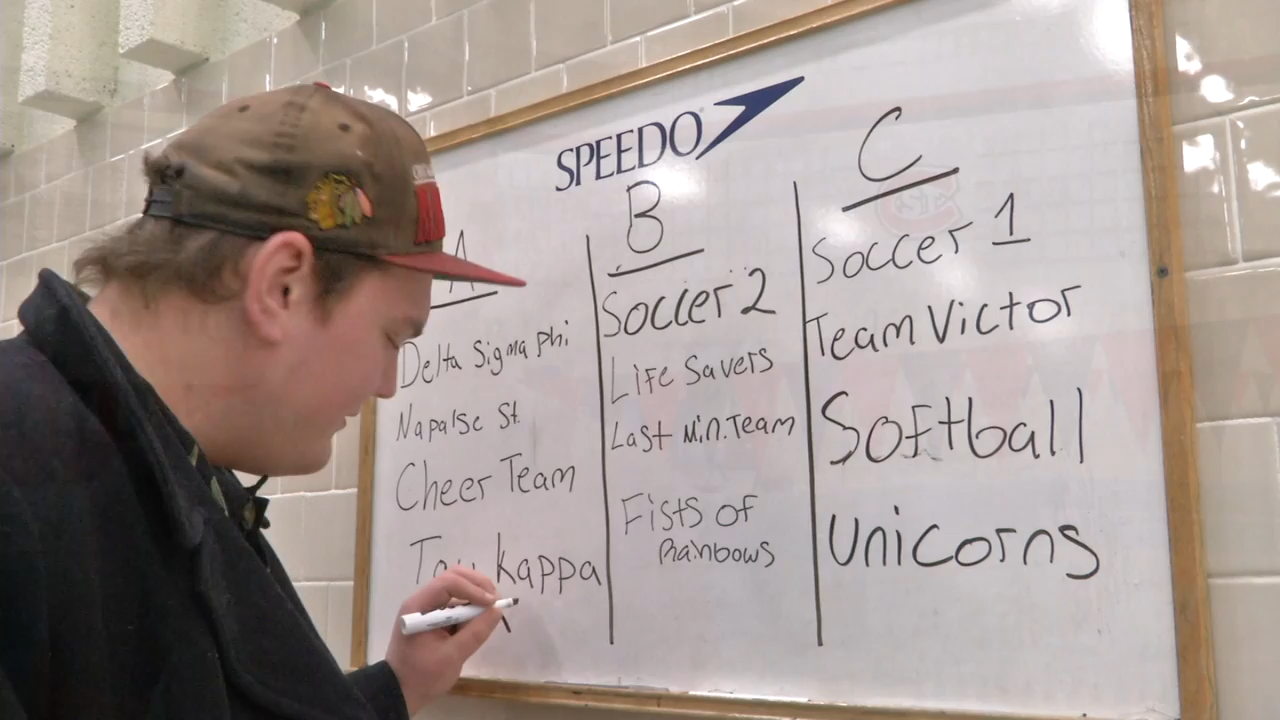 SPEEDO
A
Delta Sigma phi
Napalse St.
Cheer Team
Tau kappa
B
Soccer 2
Life Savers
Last Min. Team
Fists of
Rainbows
C
Soccer 1
Team Victor
Softball
Unicorns